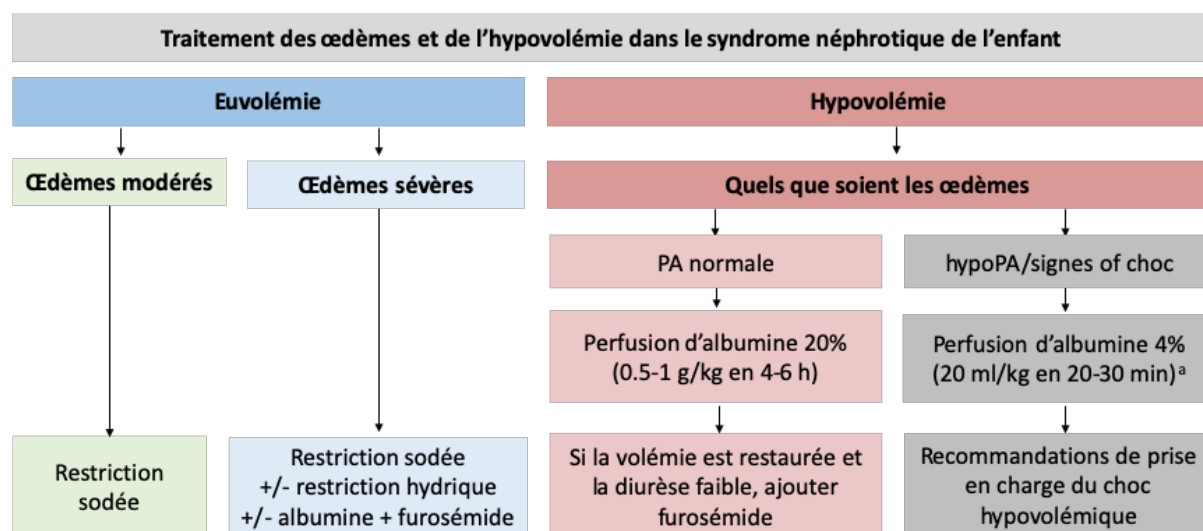 Traitement des œdèmes et de l’hypovolémie dans le syndrome néphrotique de l’enfant
Euvolémie
Hypovolémie
Œdèmes modérés
Œdèmes sévères
Quels que soient les œdèmes
PA normale
hypoPA/signes of choc
Perfusion d’albumine 20%
(0.5-1 g/kg en 4-6 h)
Perfusion d’albumine 4%
(20 ml/kg en 20-30 min)ᵃ
Restriction
sodée
Restriction sodée
+/- restriction hydrique
+/- albumine + furosémide
Si la volémie est restaurée et
la diurèse faible, ajouter
furosémide
Recommandations de prise
en charge du choc
hypovolémique